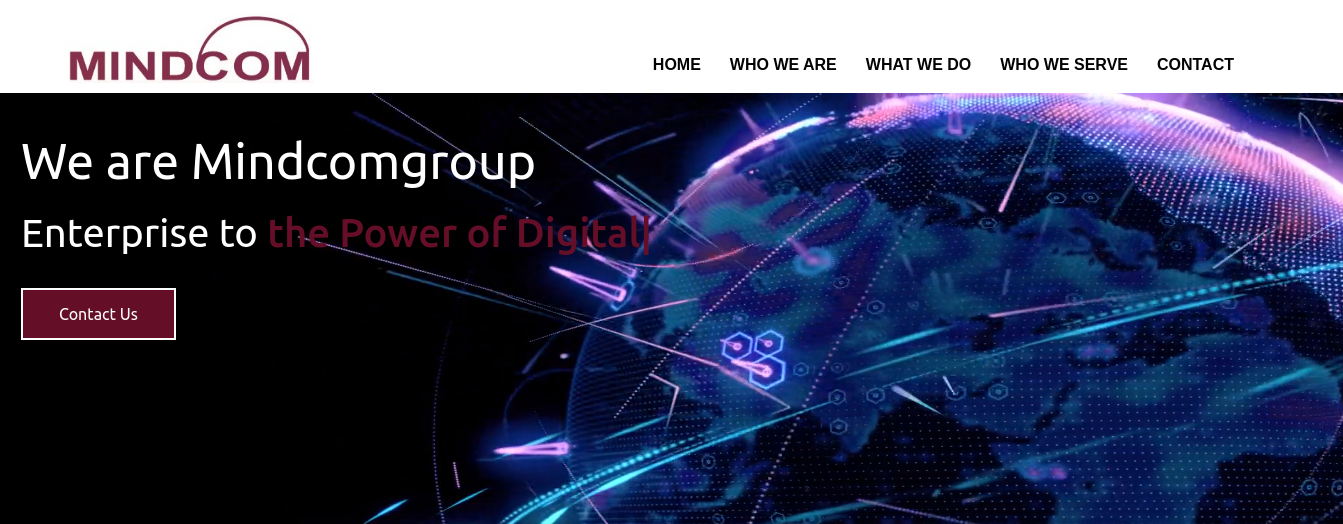 MINDCOM
HOME WHO WE ARE WHAT WE DO WHO WE SERVE CONTACT
We are Mindcomgroup
Enterprise to the Power of Digital|
Contact Us